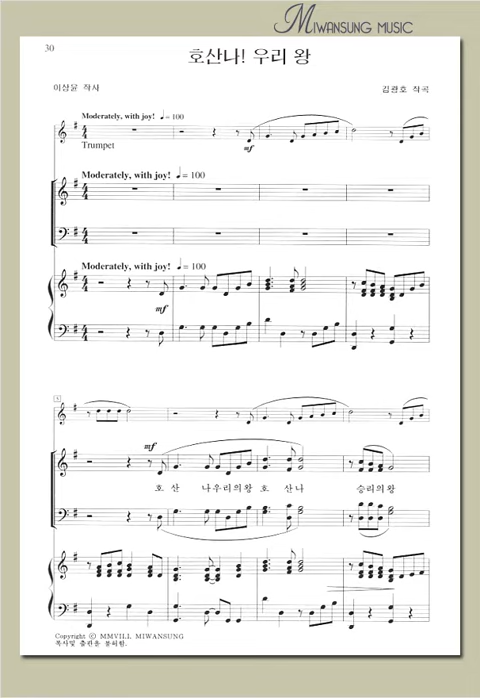 MIWANSUNG MUSIC
30
호산나! 우리 왕
이상윤 작사
김광호 작곡
Moderately, with joy! ♩= 100
Trumpet
mf
Moderately, with joy! ♩= 100
Moderately, with joy! ♩= 100
mf
5
mf
호 산 나우리의왕 호 산나 승리의왕
Copyright ⓒ MMVILL MIWANSUNG
복사및 출판을 불허함.